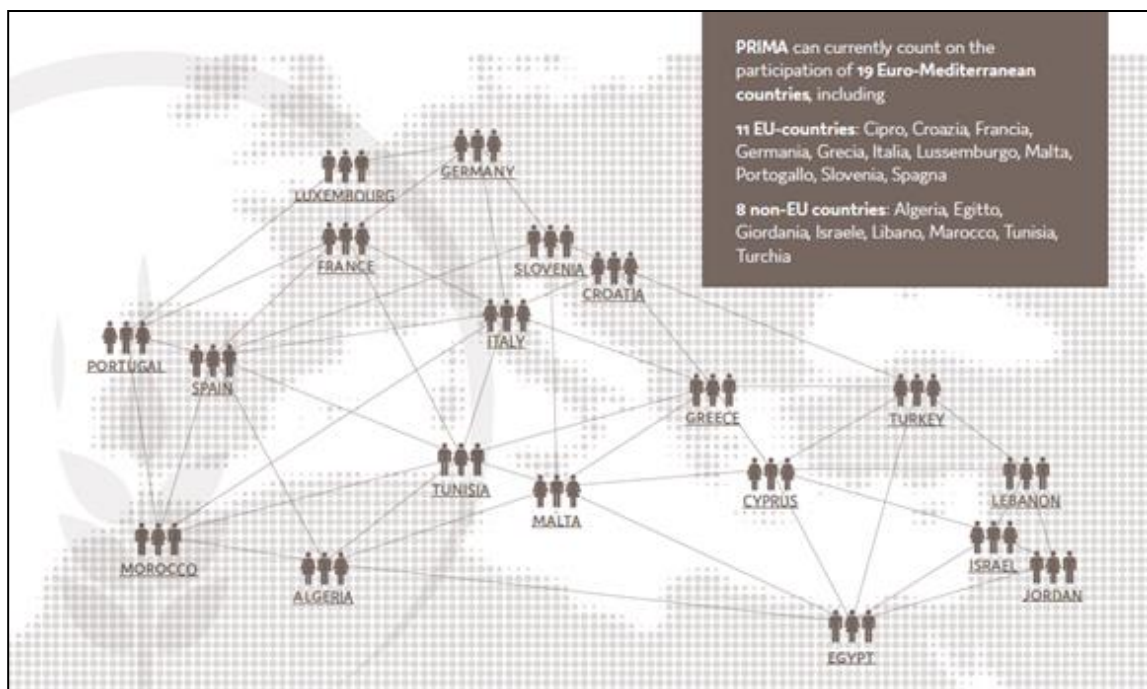 PRIMA can currently count on the
participation of 19 Euro-Mediterranean
countries, including
11 EU-countries: Cipro, Croazia, Francia,
Germania, Grecia, Italia, Lussemburgo, Malta,
Portogallo, Slovenia, Spagna
8 non-EU countries: Algeria, Egitto,
Giordania, Israele, Libano, Marocco, Tunisia,
Turchia
GERMANY
LUXEMBOURG
FRANCE
SLOVENIA
CROATIA
ITALY
PORTUGAL
SPAIN
GREECE
TURKEY
TUNISIA
CYPRUS
LEBANON
MALTA
MOROCCO
ISRAEL
ALGERIA
JORDAN
EGYPT